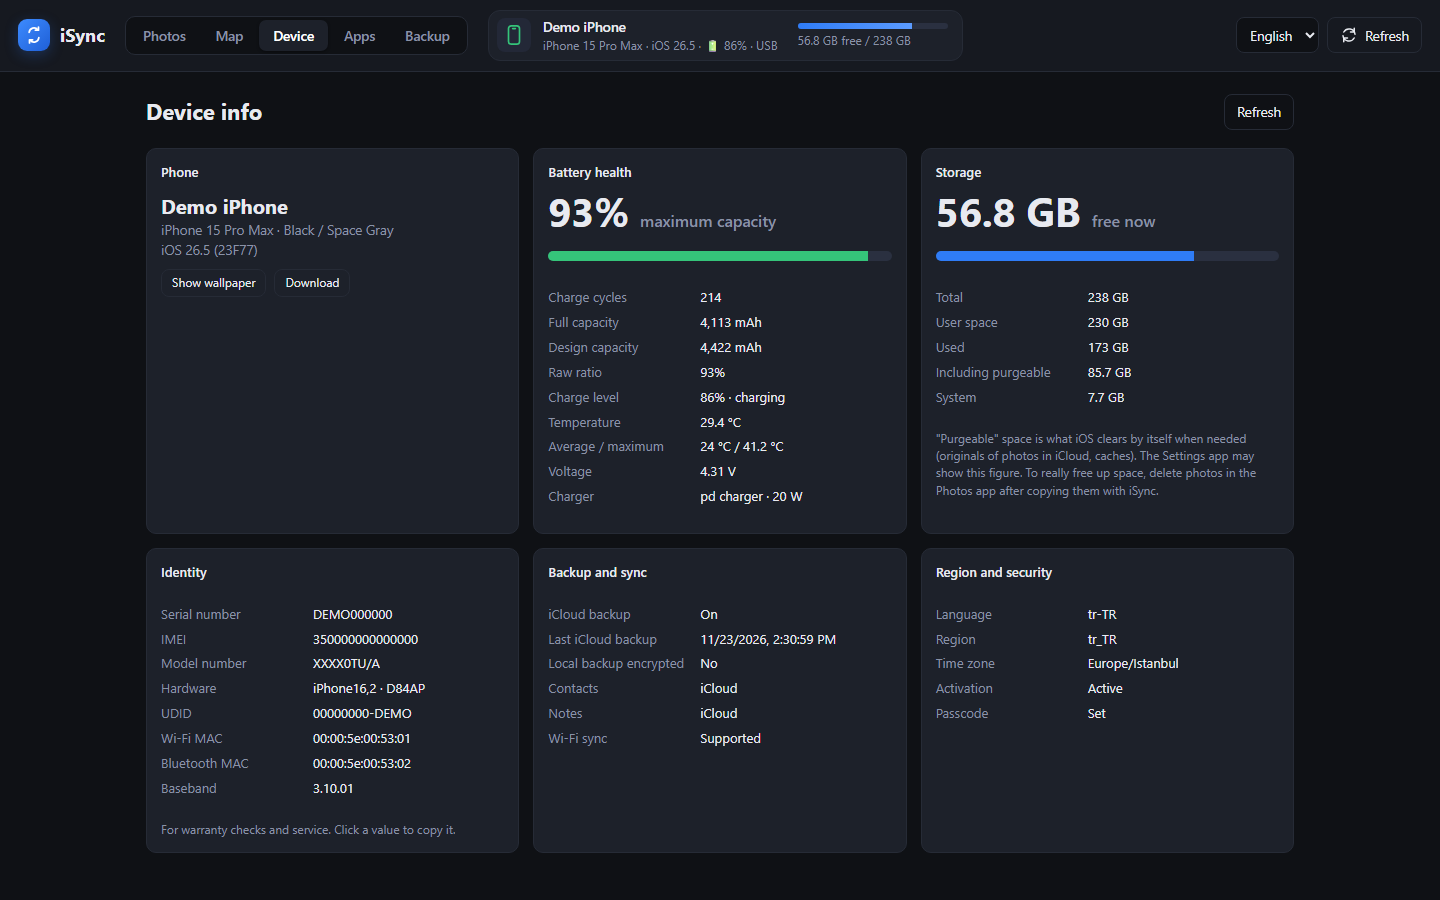 iSync
Photos
Map
Device
Apps
Backup
Demo iPhone
iPhone 15 Pro Max · iOS 26.5 · 86% · USB
56.8 GB free / 238 GB
English
Refresh
Device info
Refresh
Phone
Demo iPhone
iPhone 15 Pro Max · Black / Space Gray
iOS 26.5 (23F77)
Show wallpaper
Download
Battery health
93% maximum capacity
Charge cycles 214
Full capacity 4,113 mAh
Design capacity 4,422 mAh
Raw ratio 93%
Charge level 86% · charging
Temperature 29.4 °C
Average / maximum 24 °C / 41.2 °C
Voltage 4.31 V
Charger pd charger · 20 W
Storage
56.8 GB free now
Total 238 GB
User space 230 GB
Used 173 GB
Including purgeable 85.7 GB
System 7.7 GB
"Purgeable" space is what iOS clears by itself when needed
(originals of photos in iCloud, caches). The Settings app may
show this figure. To really free up space, delete photos in the
Photos app after copying them with iSync.
Identity
Serial number DEMO000000
IMEI 350000000000000
Model number XXXX0TU/A
Hardware iPhone16,2 · D84AP
UDID 00000000-DEMO
Wi-Fi MAC 00:00:5e:00:53:01
Bluetooth MAC 00:00:5e:00:53:02
Baseband 3.10.01
For warranty checks and service. Click a value to copy it.
Backup and sync
iCloud backup On
Last iCloud backup 11/23/2026, 2:30:59 PM
Local backup encrypted No
Contacts iCloud
Notes iCloud
Wi-Fi sync Supported
Region and security
Language tr-TR
Region tr_TR
Time zone Europe/Istanbul
Activation Active
Passcode Set